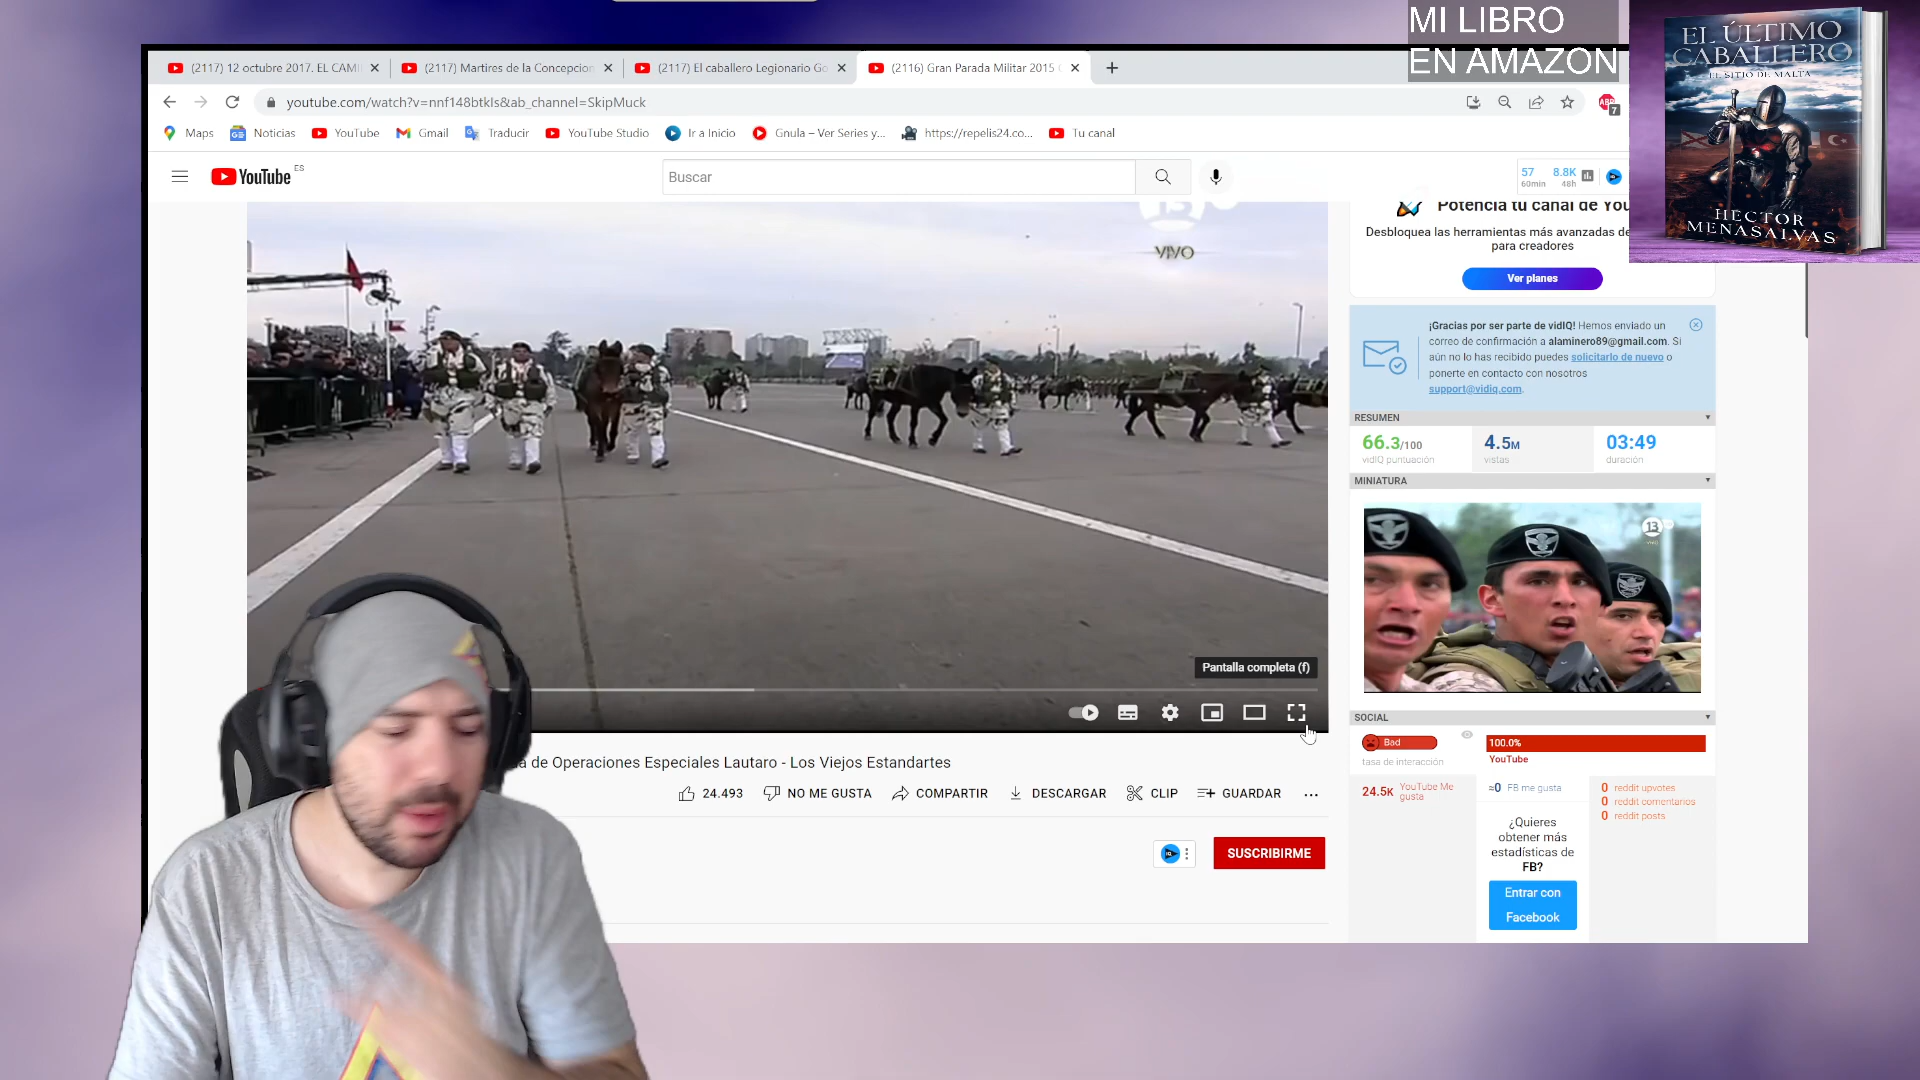 MI LIBRO
EN AMAZON
EL ÚLTIMO
CABALLERO
EL SITIO DE MALTA
HECTOR
MENASALVAS
(2117) 12 octubre 2017. EL CAMI
(2117) Martires de la Concepcion
(2117) El caballero Legionario Go
(2116) Gran Parada Militar 2015
youtube.com/watch?v=nnf148btkIs&ab_channel=SkipMuck
ABP
7
Maps
Noticias
YouTube
Gmail
Traducir
YouTube Studio
Ir a Inicio
Gnula – Ver Series y...
https://repelis24.co...
Tu canal
YouTube ES
Buscar
57
60min
8.8K
48h
13
VIVO
Potencia tu canal de You
Desbloquea las herramientas más avanzadas de
para creadores
Ver planes
¡Gracias por ser parte de vidIQ! Hemos enviado un
correo de confirmación a alaminero89@gmail.com. Si
aún no lo has recibido puedes solicitarlo de nuevo o
ponerte en contacto con nosotros
support@vidiq.com.
RESUMEN
66.3/100
vidIQ puntuación
4.5M
vistas
03:49
duración
MINIATURA
13
Pantalla completa (f)
a de Operaciones Especiales Lautaro - Los Viejos Estandartes
24.493
NO ME GUSTA
COMPARTIR
DESCARGAR
CLIP
GUARDAR
SUSCRIBIRME
SOCIAL
Bad
tasa de interacción
100.0%
YouTube
24.5K YouTube Me
gusta
≈0 FB me gusta
0 reddit upvotes
0 reddit comentarios
0 reddit posts
¿Quieres
obtener más
estadísticas de
FB?
Entrar con
Facebook